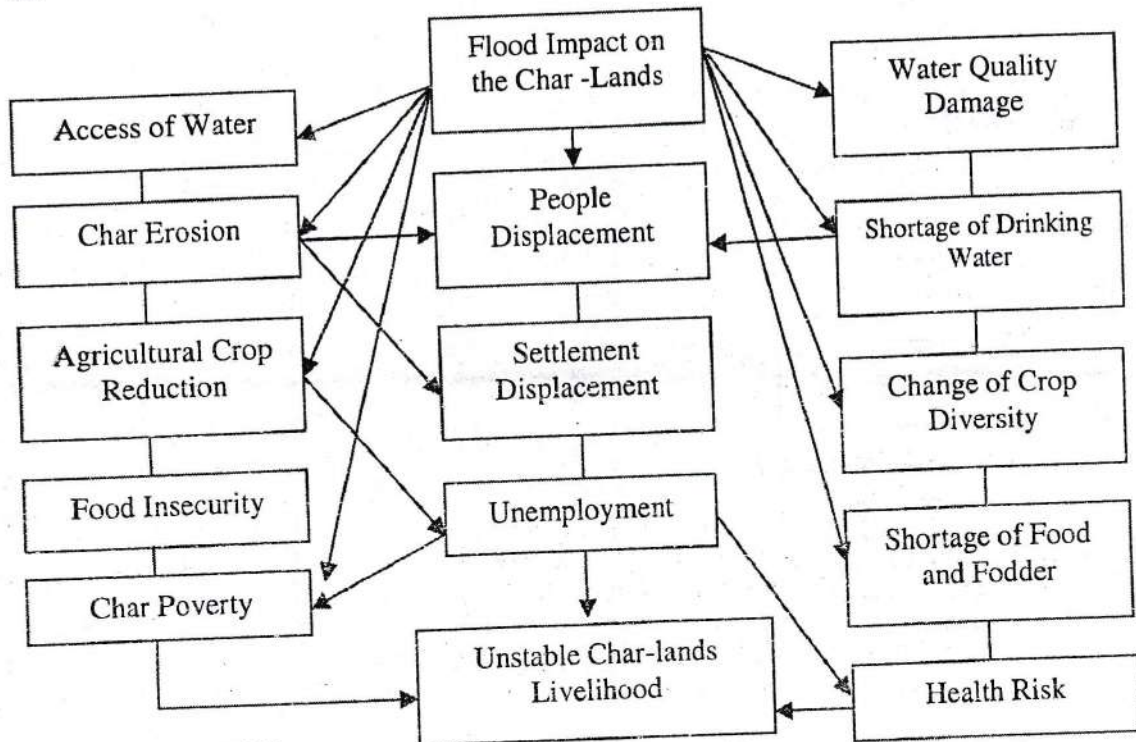 Flood Impact on
the Char -Lands
Water Quality
Damage
Access of Water
People
Displacement
Char Erosion
Shortage of Drinking
Water
Agricultural Crop
Reduction
Settlement
Displacement
Change of Crop
Diversity
Food Insecurity
Unemployment
Shortage of Food
and Fodder
Char Poverty
Unstable Char-lands
Livelihood
Health Risk